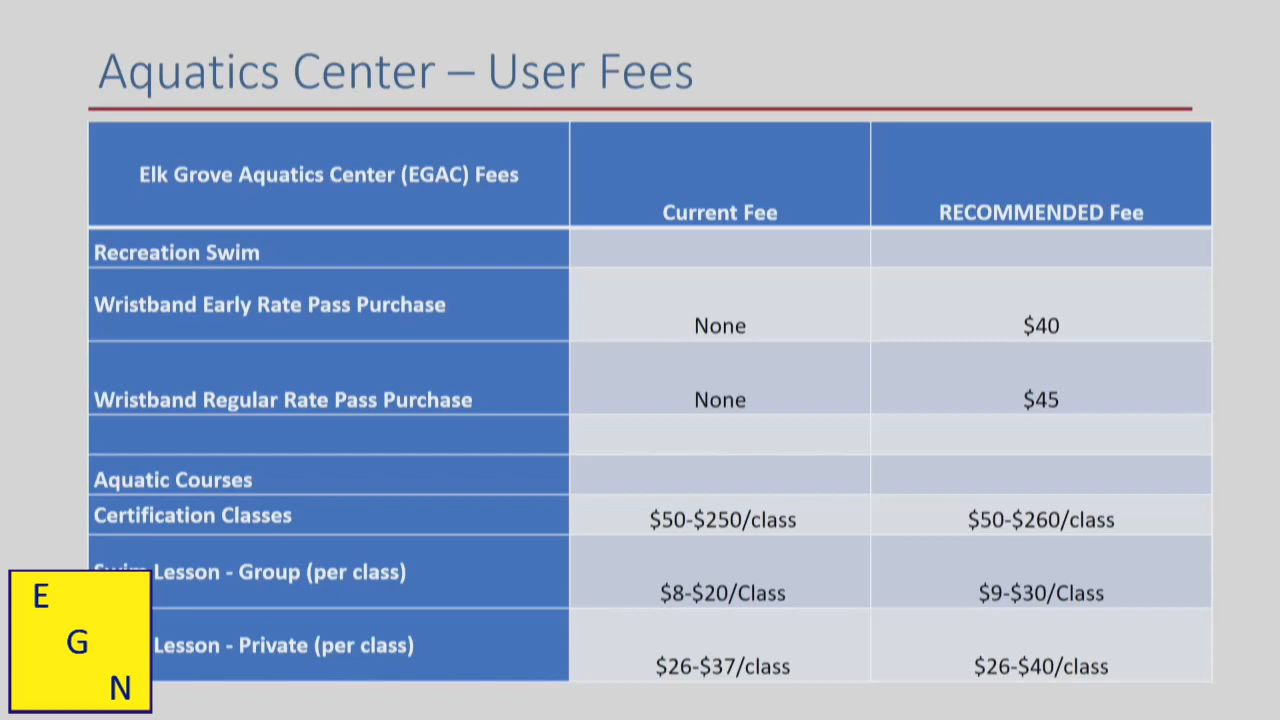 Aquatics Center – User Fees
Elk Grove Aquatics Center (EGAC) Fees
Current Fee
RECOMMENDED Fee
Recreation Swim
Wristband Early Rate Pass Purchase
None
$40
Wristband Regular Rate Pass Purchase
None
$45
Aquatic Courses
Certification Classes
$50-$250/class
$50-$260/class
Swim Lesson - Group (per class)
$8-$20/Class
$9-$30/Class
Lesson - Private (per class)
$26-$37/class
$26-$40/class
E
G
N